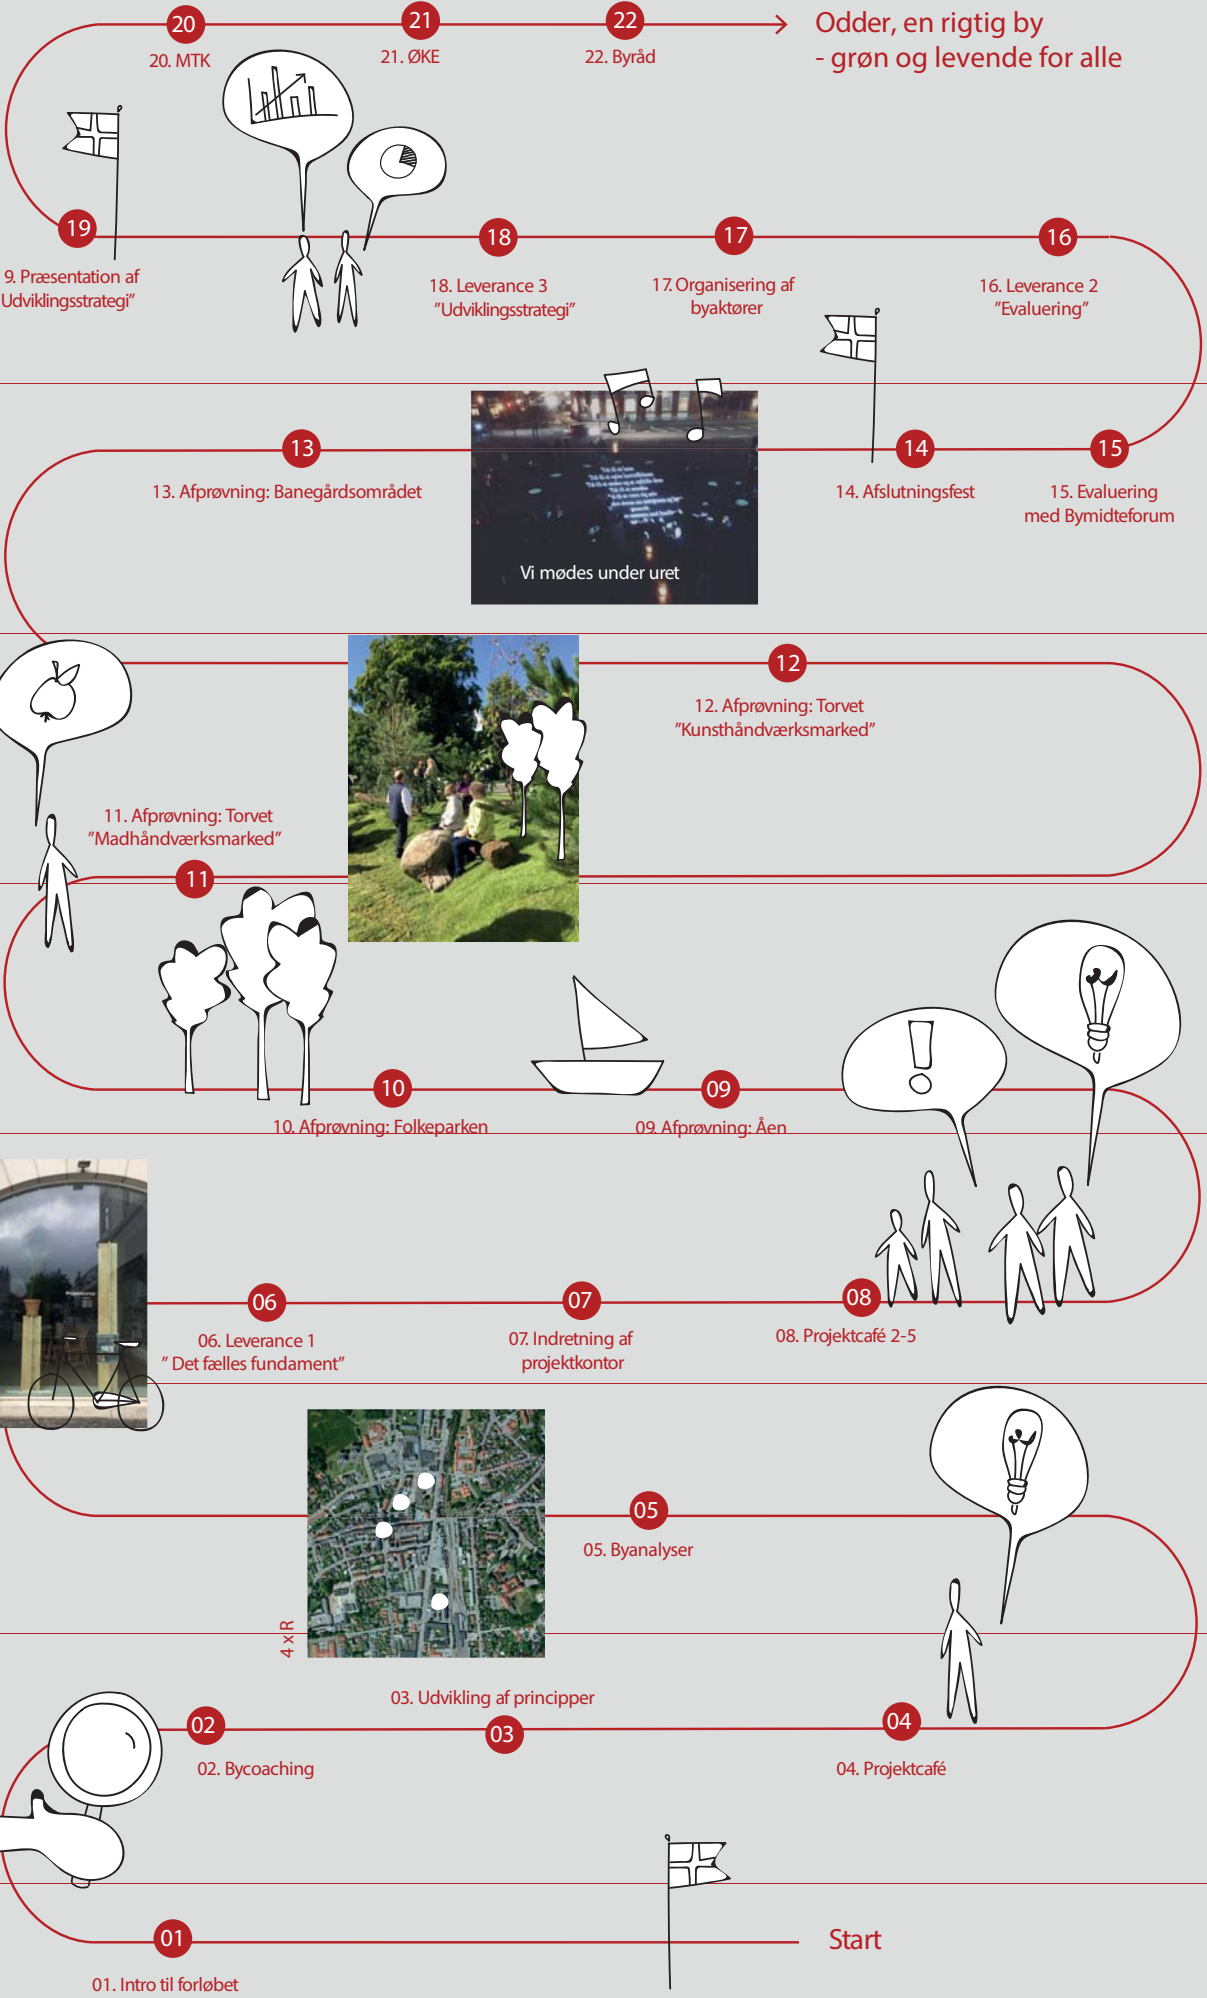 20
21
22
Odder, en rigtig by
- grøn og levende for alle
20. MTK
21. ØKE
22. Byråd
19
18
17
16
9. Præsentation af
Udviklingsstrategi”
18. Leverance 3
”Udviklingsstrategi”
17. Organisering af
byaktører
16. Leverance 2
”Evaluering”
13
14
15
13. Afprøvning: Banegårdsområdet
14. Afslutningsfest
15. Evaluering
med Bymidteforum
Vi mødes under uret
12
12. Afprøvning: Torvet
”Kunsthåndværksmarked”
11. Afprøvning: Torvet
”Madhåndværksmarked”
11
10
09
10. Afprøvning: Folkeparken
09. Afprøvning: Åen
06
07
08
06. Leverance 1
” Det fælles fundament”
07. Indretning af
projektkontor
08. Projektcafé 2-5
05
05. Byanalyser
4 x R
03. Udvikling af principper
02
03
04
02. Bycoaching
04. Projektcafé
01
Start
01. Intro til forløbet